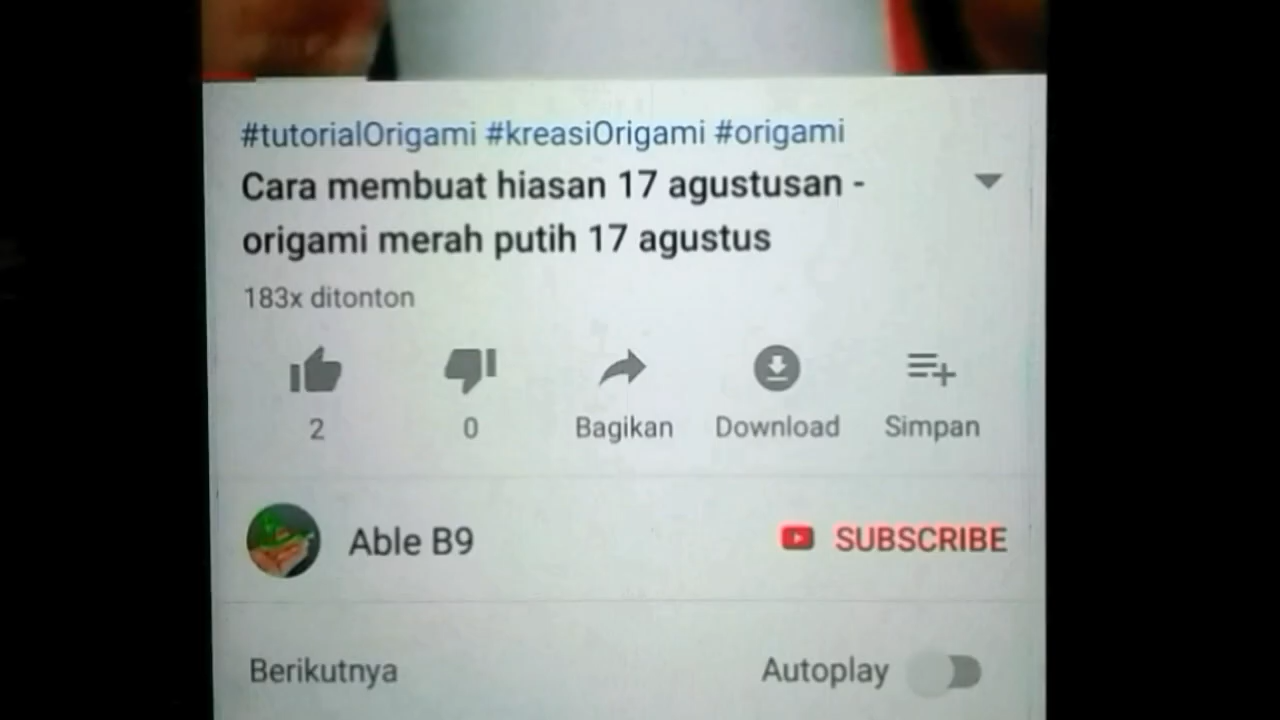 #tutorialOrigami #kreasiOrigami #origami
Cara membuat hiasan 17 agustusan -
origami merah putih 17 agustus
183x ditonton
2 0 Bagikan Download Simpan
Able B9 SUBSCRIBE
Berikutnya Autoplay